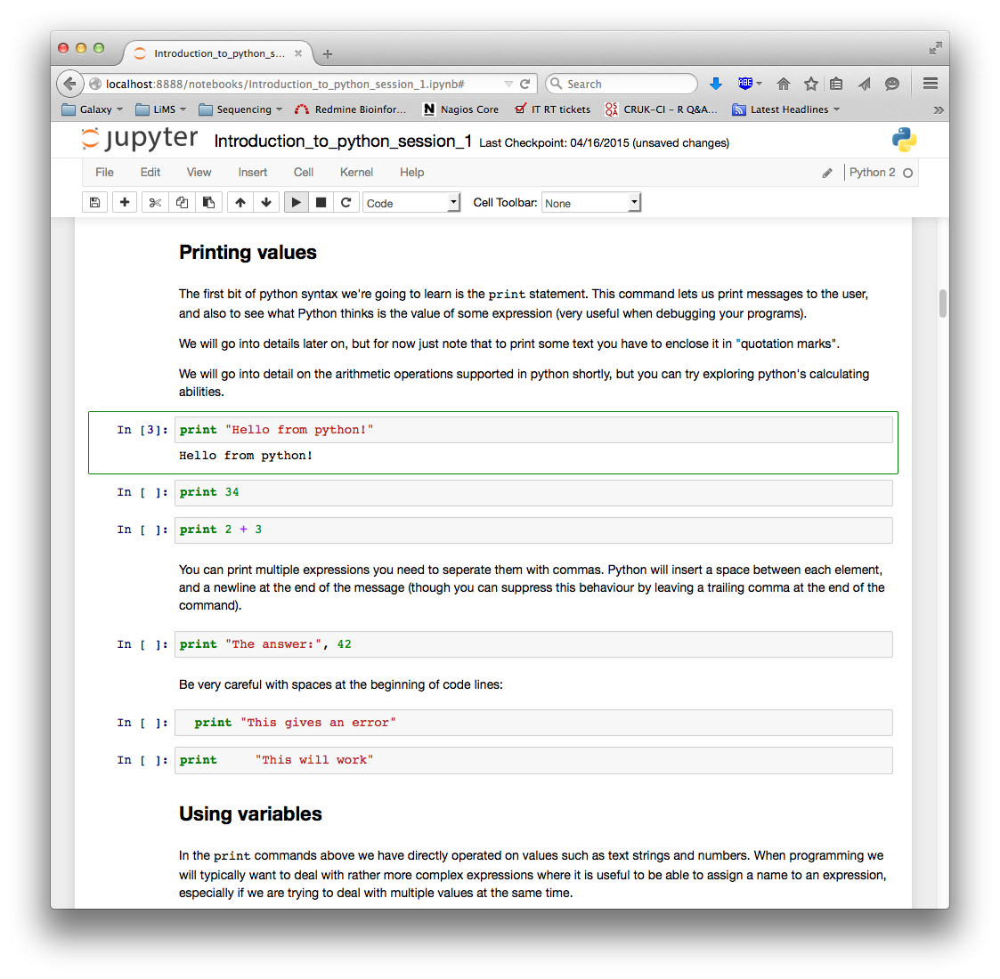 Introduction_to_python_s...
localhost:8888/notebooks/Introduction_to_python_session_1.ipynb#
Search
ABE
Galaxy
LiMS
Sequencing
Redmine Bioinfor...
N Nagios Core
IT RT tickets
OS QA CRUK-CI - R Q&A...
Latest Headlines
jupyter Introduction_to_python_session_1 Last Checkpoint: 04/16/2015 (unsaved changes)
File Edit View Insert Cell Kernel Help Python 2
Code Cell Toolbar: None
Printing values
The first bit of python syntax we're going to learn is the print statement. This command lets us print messages to the user,
and also to see what Python thinks is the value of some expression (very useful when debugging your programs).
We will go into details later on, but for now just note that to print some text you have to enclose it in "quotation marks".
We will go into detail on the arithmetic operations supported in python shortly, but you can try exploring python's calculating
abilities.
In [3]: print "Hello from python!"
Hello from python!
In [ ]: print 34
In [ ]: print 2 + 3
You can print multiple expressions you need to seperate them with commas. Python will insert a space between each element,
and a newline at the end of the message (though you can suppress this behaviour by leaving a trailing comma at the end of the
command).
In [ ]: print "The answer:", 42
Be very careful with spaces at the beginning of code lines:
In [ ]:   print "This gives an error"
In [ ]: print     "This will work"
Using variables
In the print commands above we have directly operated on values such as text strings and numbers. When programming we
will typically want to deal with rather more complex expressions where it is useful to be able to assign a name to an expression,
especially if we are trying to deal with multiple values at the same time.